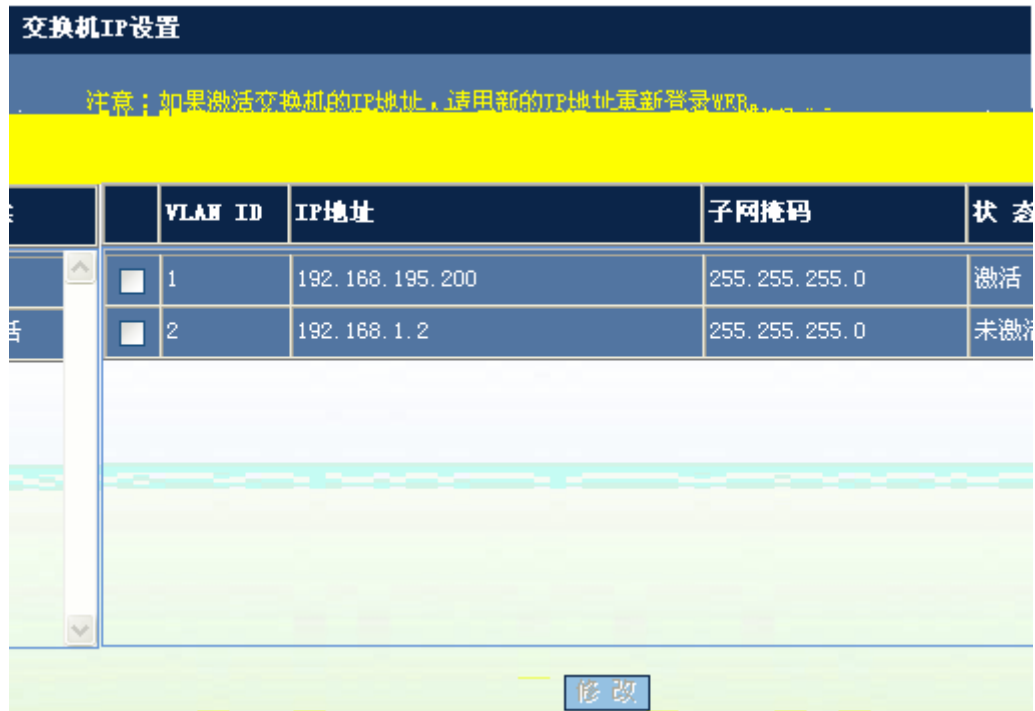 交换机IP设置
注意：如果激活交换机的IP地址，请用新的IP地址重新登录WEB。
VLAN ID IP地址 子网掩码 状 态
1 192.168.195.200 255.255.255.0 激活
活 2 192.168.1.2 255.255.255.0 未激活
修 改